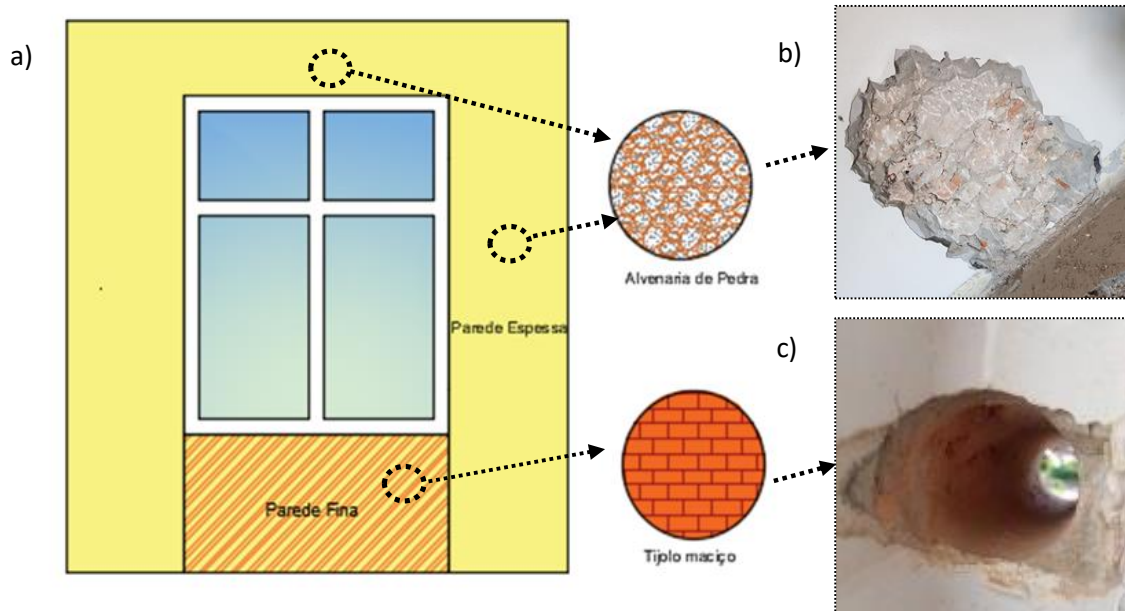 a)
b)
Alvenaria de Pedra
Parede Espessa
c)
Parede Fina
Tijolo maciço